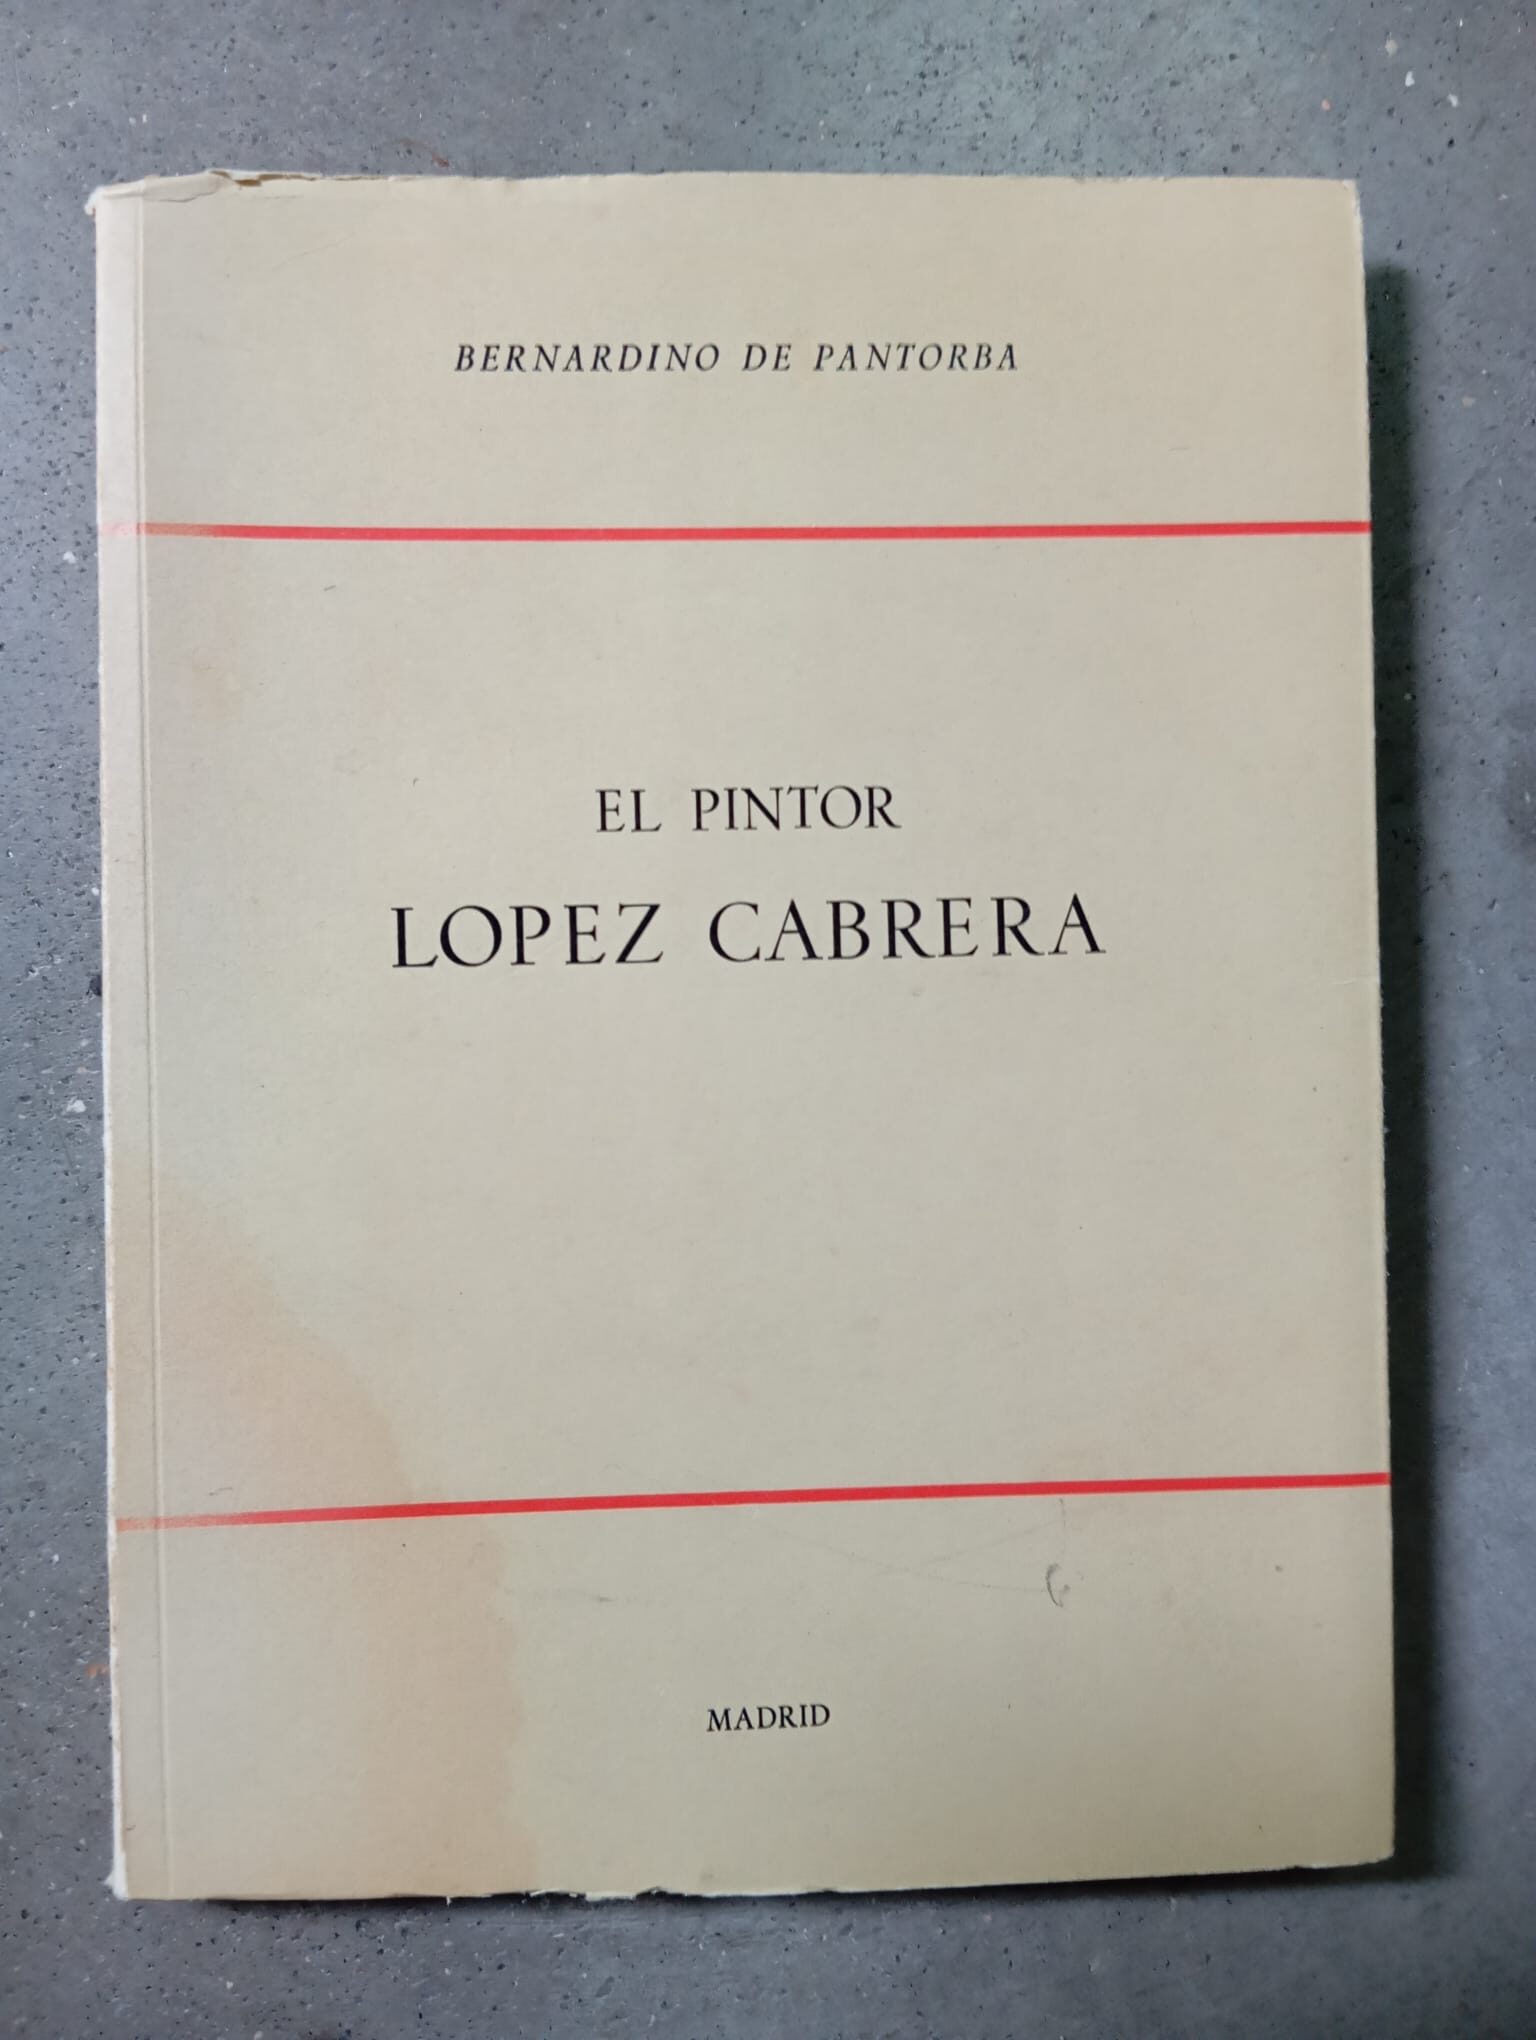 BERNARDINO DE PANTORBA
EL PINTOR
LOPEZ CABRERA
MADRID